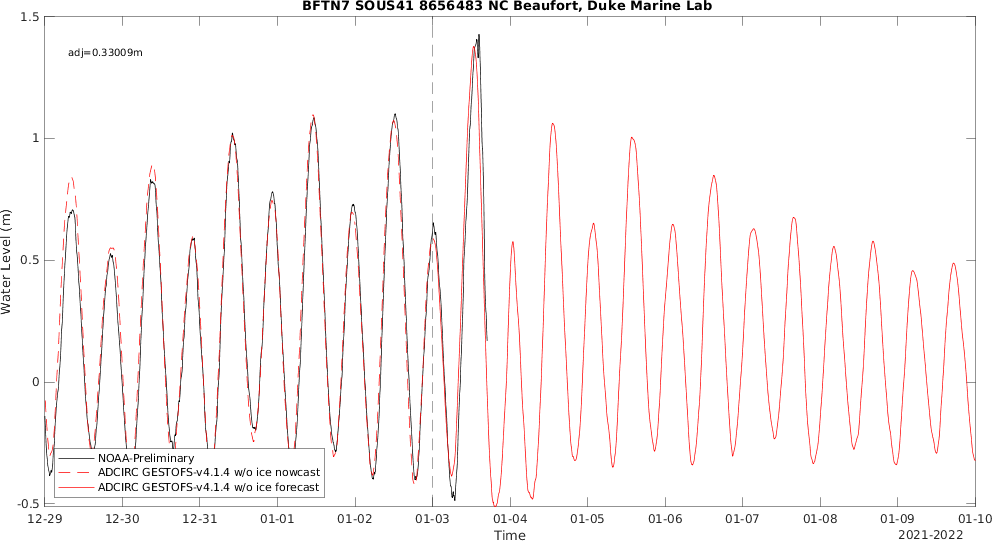 BFTN7 SOUS41 8656483 NC Beaufort, Duke Marine Lab
adj=0.33009m
Water Level (m)
1.5
1
0.5
0
-0.5
NOAA-Preliminary
ADCIRC GESTOFS-v4.1.4 w/o ice nowcast
ADCIRC GESTOFS-v4.1.4 w/o ice forecast
12-29 12-30 12-31 01-01 01-02 01-03 01-04 01-05 01-06 01-07 01-08 01-09 01-10
Time
2021-2022